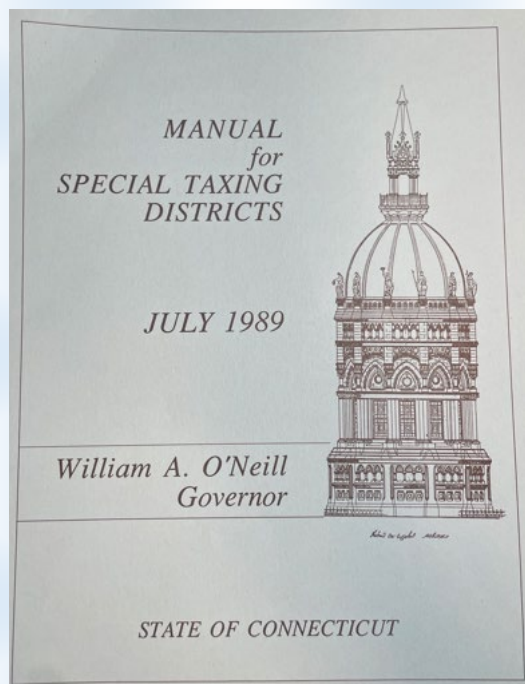 MANUAL
for
SPECIAL TAXING
DISTRICTS
JULY 1989
William A. O'Neill
Governor
STATE OF CONNECTICUT